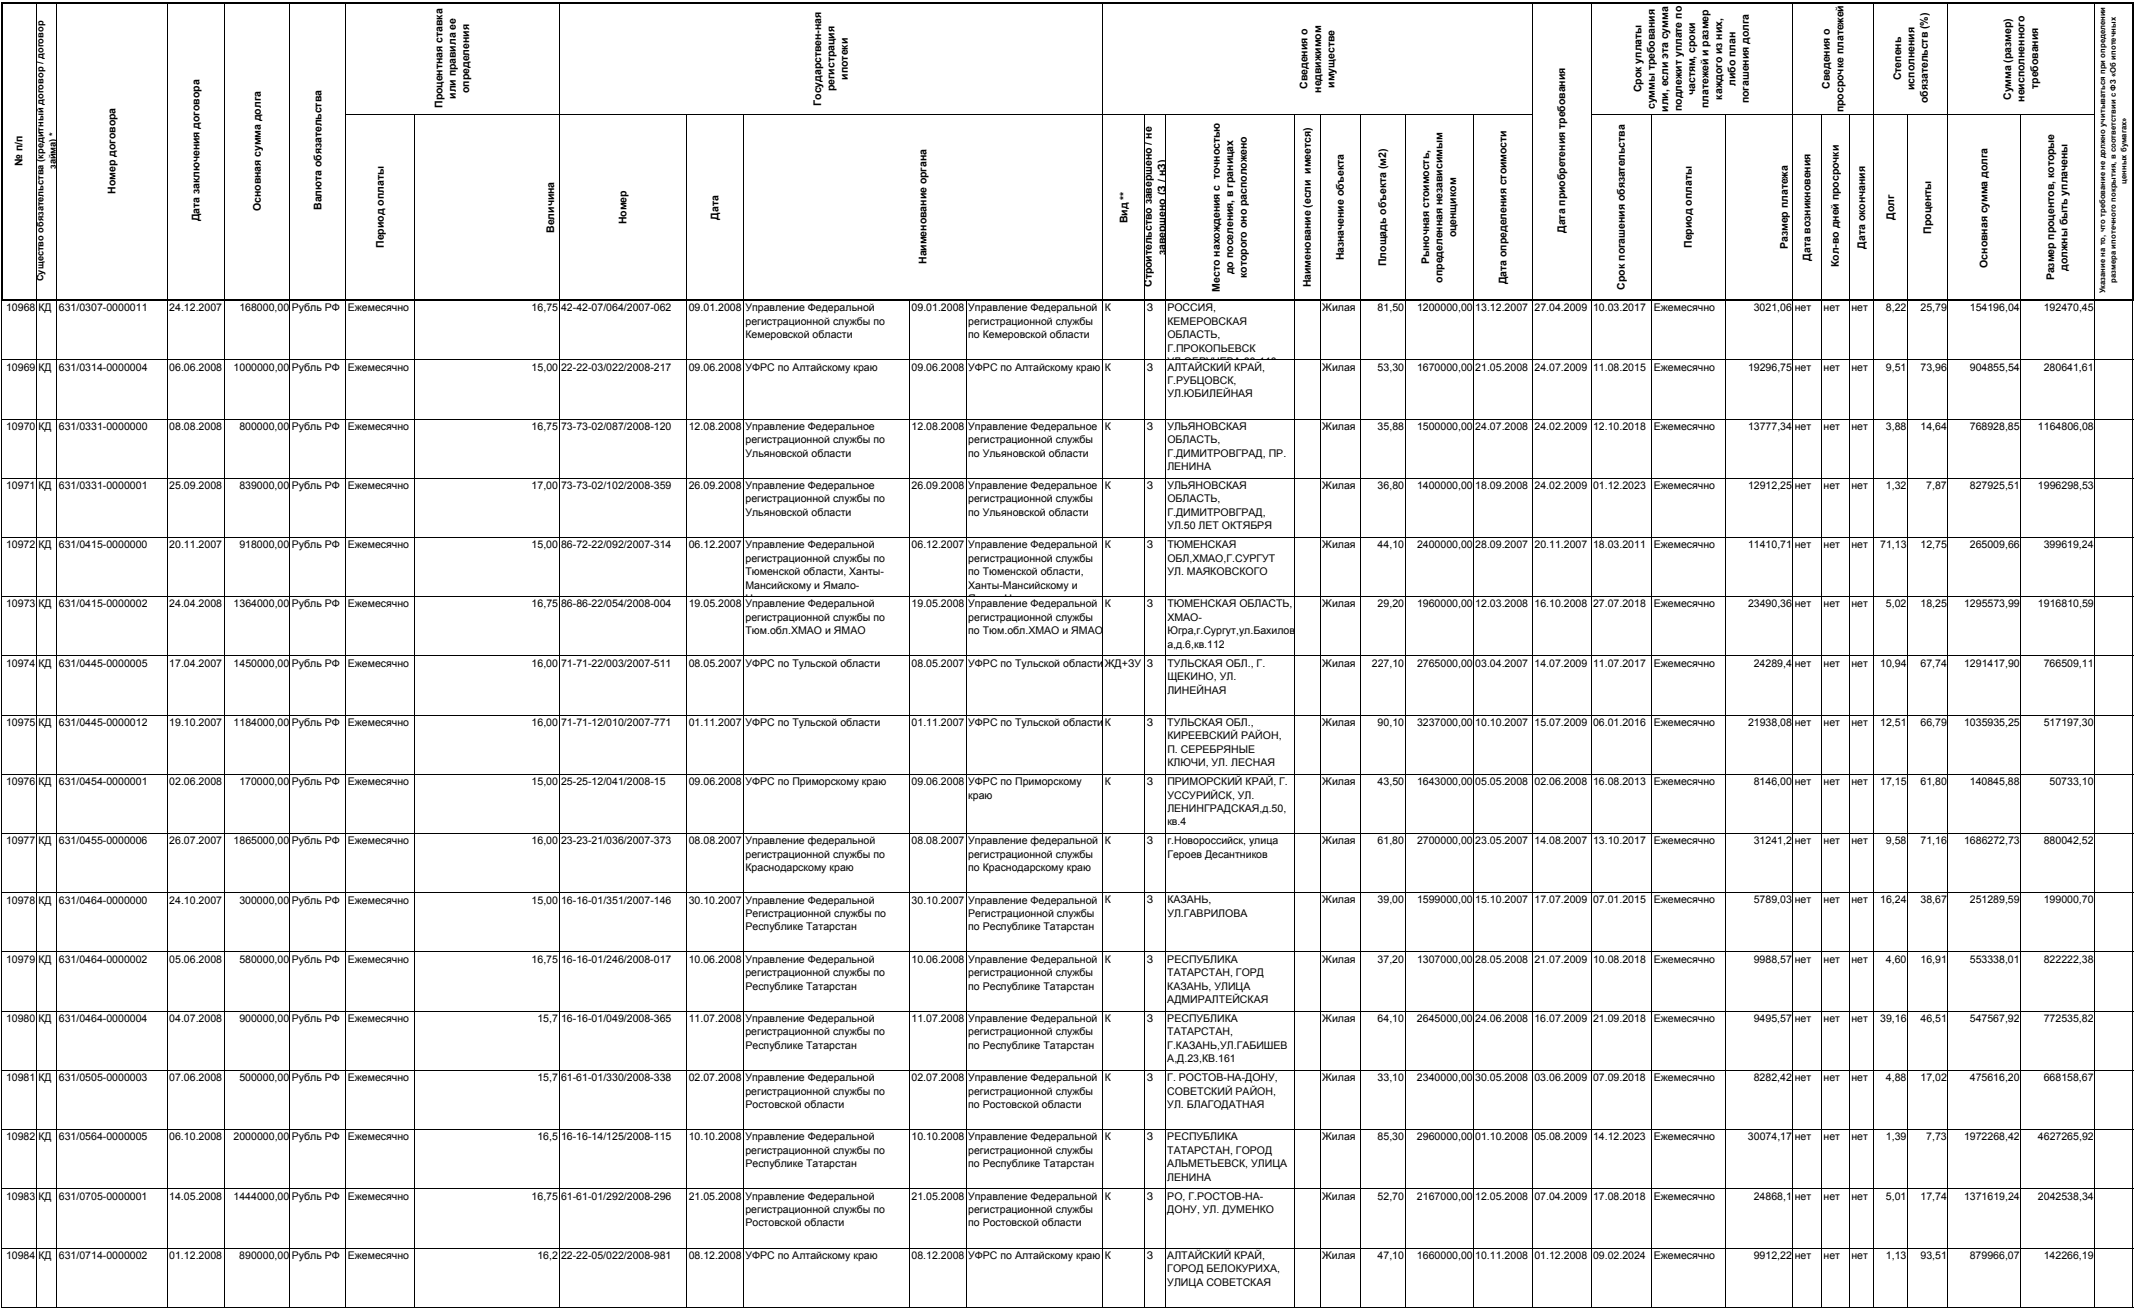 № п/п
Существо обязательства (кредитный договор / договор
займа) *
Номер договора
Дата заключения договора
Основная сумма долга
Валюта обязательства
Процентная ставка
или правила ее
определения
Период оплаты
Величина
Государствен-ная
регистрация
ипотеки
Номер
Дата
Наименование органа
Сведения о
недвижимом
имуществе
Вид **
Строительство завершено / не
завершено (З / нЗ)
Место нахождения с точностью
до поселения, в границах
которого оно расположено
Наименование (если имеется)
Назначение объекта
Площадь объекта (м2)
Рыночная стоимость,
определенная независимым
оценщиком
Дата определения стоимости
Дата приобретения требования
Срок уплаты
суммы требования
или, если эта сумма
подлежит уплате по
частям, сроки
платежей и размер
каждого из них,
либо план
погашения долга
Срок погашения обязательства
Период оплаты
Размер платежа
Сведения о
просрочке платежей
Дата возникновения
Кол-во дней просрочки
Дата окончания
Степень
исполнения
обязательств (%)
Долг
Проценты
Сумма (размер)
неисполненного
требования
Основная сумма долга
Размер процентов, которые
должны быть уплачены
Указание на то, что требование не должно учитываться при определении
размера ипотечного покрытия, в соответствии с ФЗ «Об ипотечных
ценных бумагах»
10968 КД 631/0307-0000011 24.12.2007 168000,00 Рубль РФ Ежемесячно 16,75 42-42-07/064/2007-062 09.01.2008 Управление Федеральной 09.01.2008 Управление Федеральной К З РОССИЯ, Жилая 81,50 1200000,00 13.12.2007 27.04.2009 10.03.2017 Ежемесячно 3021,06 нет нет нет 8,22 25,79 154196,04 192470,45
регистрационной службы по регистрационной службы КЕМЕРОВСКАЯ
Кемеровской области по Кемеровской области ОБЛАСТЬ,
Г.ПРОКОПЬЕВСК
10969 КД 631/0314-0000004 06.06.2008 1000000,00 Рубль РФ Ежемесячно 15,00 22-22-03/022/2008-217 09.06.2008 УФРС по Алтайскому краю 09.06.2008 УФРС по Алтайскому краю К З АЛТАЙСКИЙ КРАЙ, Жилая 53,30 1670000,00 21.05.2008 24.07.2009 11.08.2015 Ежемесячно 19296,75 нет нет нет 9,51 73,96 904855,54 280641,61
Г.РУБЦОВСК,
УЛ.ЮБИЛЕЙНАЯ
10970 КД 631/0331-0000000 08.08.2008 800000,00 Рубль РФ Ежемесячно 16,75 73-73-02/087/2008-120 12.08.2008 Управление Федеральное 12.08.2008 Управление Федеральное К З УЛЬЯНОВСКАЯ Жилая 35,88 1500000,00 24.07.2008 24.02.2009 12.10.2018 Ежемесячно 13777,34 нет нет нет 3,88 14,64 768928,85 1164806,08
регистрационной службы по регистрационной службы ОБЛАСТЬ,
Ульяновской области по Ульяновской области Г.ДИМИТРОВГРАД, ПР.
ЛЕНИНА
10971 КД 631/0331-0000001 25.09.2008 839000,00 Рубль РФ Ежемесячно 17,00 73-73-02/102/2008-359 26.09.2008 Управление Федеральное 26.09.2008 Управление Федеральное К З УЛЬЯНОВСКАЯ Жилая 36,80 1400000,00 18.09.2008 24.02.2009 01.12.2023 Ежемесячно 12912,25 нет нет нет 1,32 7,87 827925,51 1996298,53
регистрационной службы по регистрационной службы ОБЛАСТЬ,
Ульяновской области по Ульяновской области Г.ДИМИТРОВГРАД,
УЛ.50 ЛЕТ ОКТЯБРЯ
10972 КД 631/0415-0000000 20.11.2007 918000,00 Рубль РФ Ежемесячно 15,00 86-72-22/092/2007-314 06.12.2007 Управление Федеральной 06.12.2007 Управление Федеральной К З ТЮМЕНСКАЯ Жилая 44,10 2400000,00 28.09.2007 20.11.2007 18.03.2011 Ежемесячно 11410,71 нет нет нет 71,13 12,75 265009,66 399619,24
регистрационной службы по регистрационной службы ОБЛ,ХМАО,Г.СУРГУТ
Тюменской области, Ханты- по Тюменской области, УЛ. МАЯКОВСКОГО
Мансийскому и Ямало- Ханты-Мансийскому и
10973 КД 631/0415-0000002 24.04.2008 1364000,00 Рубль РФ Ежемесячно 16,75 86-86-22/054/2008-004 19.05.2008 Управление Федеральной 19.05.2008 Управление Федеральной К З ТЮМЕНСКАЯ ОБЛАСТЬ, Жилая 29,20 1960000,00 12.03.2008 16.10.2008 27.07.2018 Ежемесячно 23490,36 нет нет нет 5,02 18,25 1295573,99 1916810,59
регистрационной службы по регистрационной службы ХМАО-
Тюм.обл.ХМАО и ЯМАО по Тюм.обл.ХМАО и ЯМАО Югра,г.Сургут,ул.Бахилов
а,д.6,кв.112
10974 КД 631/0445-0000005 17.04.2007 1450000,00 Рубль РФ Ежемесячно 16,00 71-71-22/003/2007-511 08.05.2007 УФРС по Тульской области 08.05.2007 УФРС по Тульской области ЖД+ЗУ З ТУЛЬСКАЯ ОБЛ., Г. Жилая 227,10 2765000,00 03.04.2007 14.07.2009 11.07.2017 Ежемесячно 24289,4 нет нет нет 10,94 67,74 1291417,90 766509,11
ЩЕКИНО, УЛ.
ЛИНЕЙНАЯ
10975 КД 631/0445-0000012 19.10.2007 1184000,00 Рубль РФ Ежемесячно 16,00 71-71-12/010/2007-771 01.11.2007 УФРС по Тульской области 01.11.2007 УФРС по Тульской области К З ТУЛЬСКАЯ ОБЛ., Жилая 90,10 3237000,00 10.10.2007 15.07.2009 06.01.2016 Ежемесячно 21938,08 нет нет нет 12,51 66,79 1035935,25 517197,30
КИРЕЕВСКИЙ РАЙОН,
П. СЕРЕБРЯНЫЕ
КЛЮЧИ, УЛ. ЛЕСНАЯ
10976 КД 631/0454-0000001 02.06.2008 170000,00 Рубль РФ Ежемесячно 15,00 25-25-12/041/2008-15 09.06.2008 УФРС по Приморскому краю 09.06.2008 УФРС по Приморскому К З ПРИМОРСКИЙ КРАЙ, Г. Жилая 43,50 1643000,00 05.05.2008 02.06.2008 16.08.2013 Ежемесячно 8146,00 нет нет нет 17,15 61,80 140845,88 50733,10
краю УССУРИЙСК, УЛ.
ЛЕНИНГРАДСКАЯ,д.50,
кв.4
10977 КД 631/0455-0000006 26.07.2007 1865000,00 Рубль РФ Ежемесячно 16,00 23-23-21/036/2007-373 08.08.2007 Управление федеральной 08.08.2007 Управление федеральной К З г.Новороссийск, улица Жилая 61,80 2700000,00 23.05.2007 14.08.2007 13.10.2017 Ежемесячно 31241,2 нет нет нет 9,58 71,16 1686272,73 880042,52
регистрационной службы по регистрационной службы Героев Десантников
Краснодарскому краю по Краснодарскому краю
10978 КД 631/0464-0000000 24.10.2007 300000,00 Рубль РФ Ежемесячно 15,00 16-16-01/351/2007-146 30.10.2007 Управление Федеральной 30.10.2007 Управление Федеральной К З КАЗАНЬ, Жилая 39,00 1599000,00 15.10.2007 17.07.2009 07.01.2015 Ежемесячно 5789,03 нет нет нет 16,24 38,67 251289,59 199000,70
Регистрационной службы по Регистрационной службы УЛ.ГАВРИЛОВА
Республике Татарстан по Республике Татарстан
10979 КД 631/0464-0000002 05.06.2008 580000,00 Рубль РФ Ежемесячно 16,75 16-16-01/246/2008-017 10.06.2008 Управление Федеральной 10.06.2008 Управление Федеральной К З РЕСПУБЛИКА Жилая 37,20 1307000,00 28.05.2008 21.07.2009 10.08.2018 Ежемесячно 9988,57 нет нет нет 4,60 16,91 553338,01 822222,38
регистрационной службы по регистрационной службы ТАТАРСТАН, ГОРД
Республике Татарстан по Республике Татарстан КАЗАНЬ, УЛИЦА
АДМИРАЛТЕЙСКАЯ
10980 КД 631/0464-0000004 04.07.2008 900000,00 Рубль РФ Ежемесячно 15,7 16-16-01/049/2008-365 11.07.2008 Управление Федеральной 11.07.2008 Управление Федеральной К З РЕСПУБЛИКА Жилая 64,10 2645000,00 24.06.2008 16.07.2009 21.09.2018 Ежемесячно 9495,57 нет нет нет 39,16 46,51 547567,92 772535,82
регистрационной службы по регистрационной службы ТАТАРСТАН,
Республике Татарстан по Республике Татарстан Г.КАЗАНЬ,УЛ.ГАБИШЕВ
А,Д.23,КВ.161
10981 КД 631/0505-0000003 07.06.2008 500000,00 Рубль РФ Ежемесячно 15,7 61-61-01/330/2008-338 02.07.2008 Управление Федеральной 02.07.2008 Управление Федеральной К З Г. РОСТОВ-НА-ДОНУ, Жилая 33,10 2340000,00 30.05.2008 03.06.2009 07.09.2018 Ежемесячно 8282,42 нет нет нет 4,88 17,02 475616,20 668158,67
регистрационной службы по регистрационной службы СОВЕТСКИЙ РАЙОН,
Ростовской области по Ростовской области УЛ. БЛАГОДАТНАЯ
10982 КД 631/0564-0000005 06.10.2008 2000000,00 Рубль РФ Ежемесячно 16,5 16-16-14/125/2008-115 10.10.2008 Управление Федеральной 10.10.2008 Управление Федеральной К З РЕСПУБЛИКА Жилая 85,30 2960000,00 01.10.2008 05.08.2009 14.12.2023 Ежемесячно 30074,17 нет нет нет 1,39 7,73 1972268,42 4627265,92
регистрационной службы по регистрационной службы ТАТАРСТАН, ГОРОД
Республике Татарстан по Республике Татарстан АЛЬМЕТЬЕВСК, УЛИЦА
ЛЕНИНА
10983 КД 631/0705-0000001 14.05.2008 1444000,00 Рубль РФ Ежемесячно 16,75 61-61-01/292/2008-296 21.05.2008 Управление Федеральной 21.05.2008 Управление Федеральной К З РО, Г.РОСТОВ-НА- Жилая 52,70 2167000,00 12.05.2008 07.04.2009 17.08.2018 Ежемесячно 24868,1 нет нет нет 5,01 17,74 1371619,24 2042538,34
регистрационной службы по регистрационной службы ДОНУ, УЛ. ДУМЕНКО
Ростовской области по Ростовской области
10984 КД 631/0714-0000002 01.12.2008 890000,00 Рубль РФ Ежемесячно 16,2 22-22-05/022/2008-981 08.12.2008 УФРС по Алтайскому краю 08.12.2008 УФРС по Алтайскому краю К З АЛТАЙСКИЙ КРАЙ, Жилая 47,10 1660000,00 10.11.2008 01.12.2008 09.02.2024 Ежемесячно 9912,22 нет нет нет 1,13 93,51 879966,07 142266,19
ГОРОД БЕЛОКУРИХА,
УЛИЦА СОВЕТСКАЯ